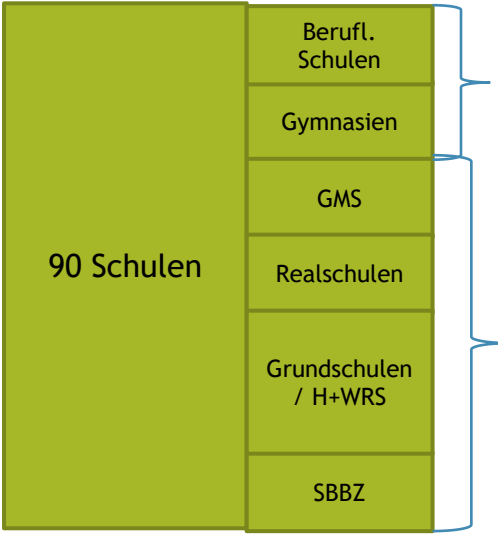 90 Schulen
Berufl.
Schulen
Gymnasien
GMS
Realschulen
Grundschulen
/ H+WRS
SBBZ